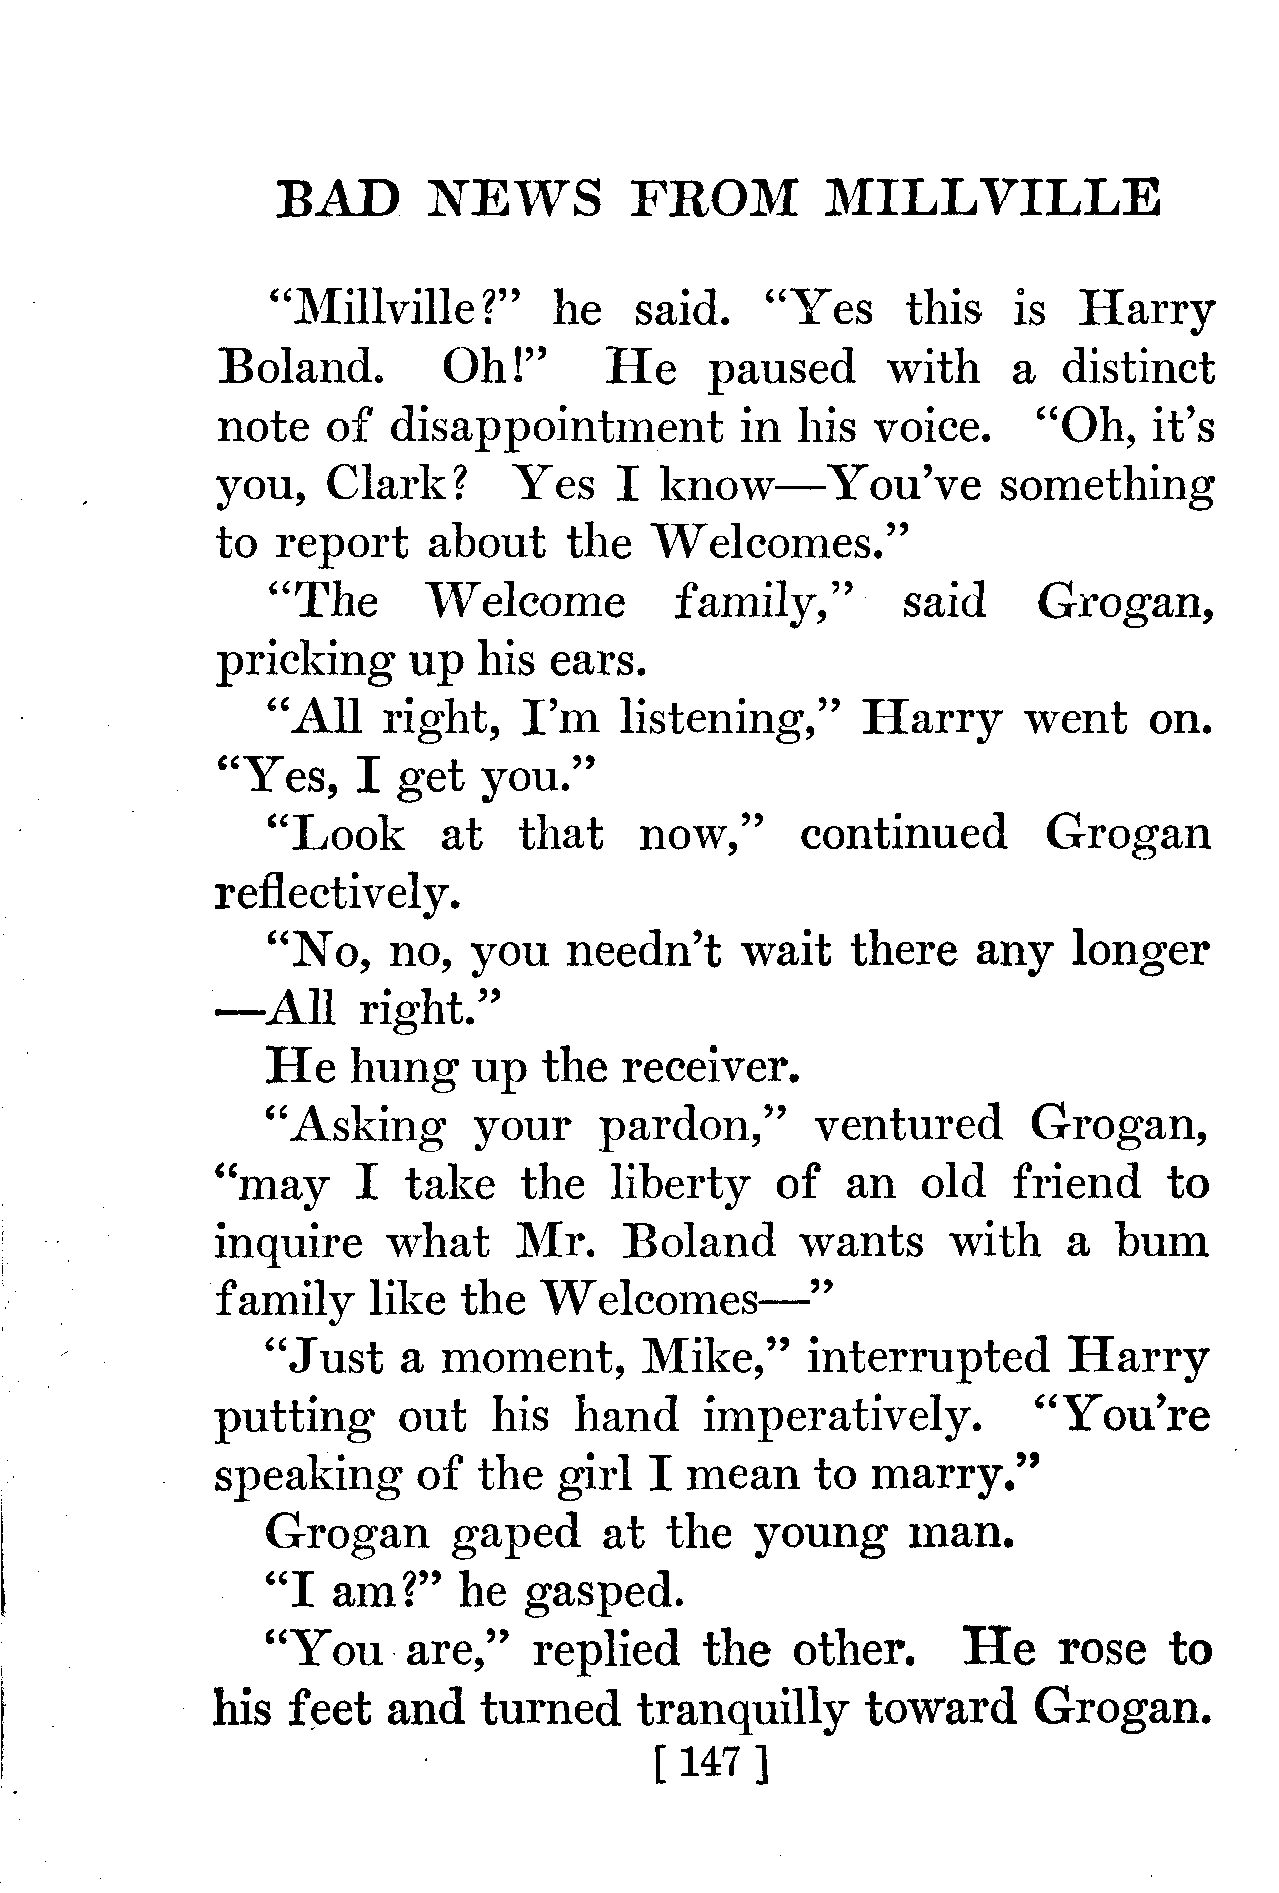 BAD NEWS FROM MILLVILLE
“Millville?” he said. “Yes this is Harry
Boland. Oh!” He paused with a distinct
note of disappointment in his voice. “Oh, it’s
you, Clark? Yes I know—You’ve something
to report about the Welcomes.”
“The Welcome family,” said Grogan,
pricking up his ears.
“All right, I’m listening,” Harry went on.
“Yes, I get you.”
“Look at that now,” continued Grogan
reflectively.
“No, no, you needn’t wait there any longer
—All right.”
He hung up the receiver.
“Asking your pardon,” ventured Grogan,
“may I take the liberty of an old friend to
inquire what Mr. Boland wants with a bum
family like the Welcomes—”
“Just a moment, Mike,” interrupted Harry
putting out his hand imperatively. “You’re
speaking of the girl I mean to marry.”
Grogan gaped at the young man.
“I am?” he gasped.
“You are,” replied the other. He rose to
his feet and turned tranquilly toward Grogan.
[ 147 ]